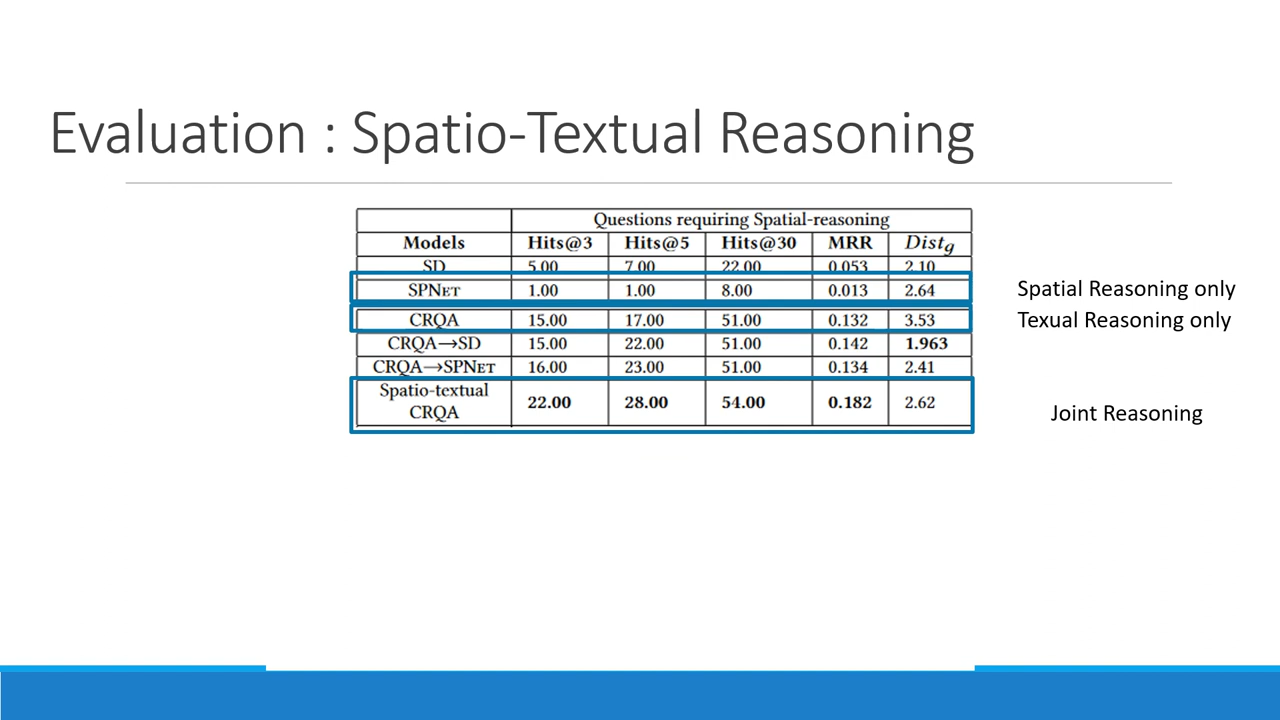 Evaluation : Spatio-Textual Reasoning
Questions requiring Spatial-reasoning
Models Hits@3 Hits@5 Hits@30 MRR Dist_g
SD 5.00 7.00 22.00 0.053 2.10
SPNET 1.00 1.00 8.00 0.013 2.64 Spatial Reasoning only
CRQA 15.00 17.00 51.00 0.132 3.53 Texual Reasoning only
CRQA→SD 15.00 22.00 51.00 0.142 1.963
CRQA→SPNET 16.00 23.00 51.00 0.134 2.41
Spatio-textual
CRQA 22.00 28.00 54.00 0.182 2.62 Joint Reasoning